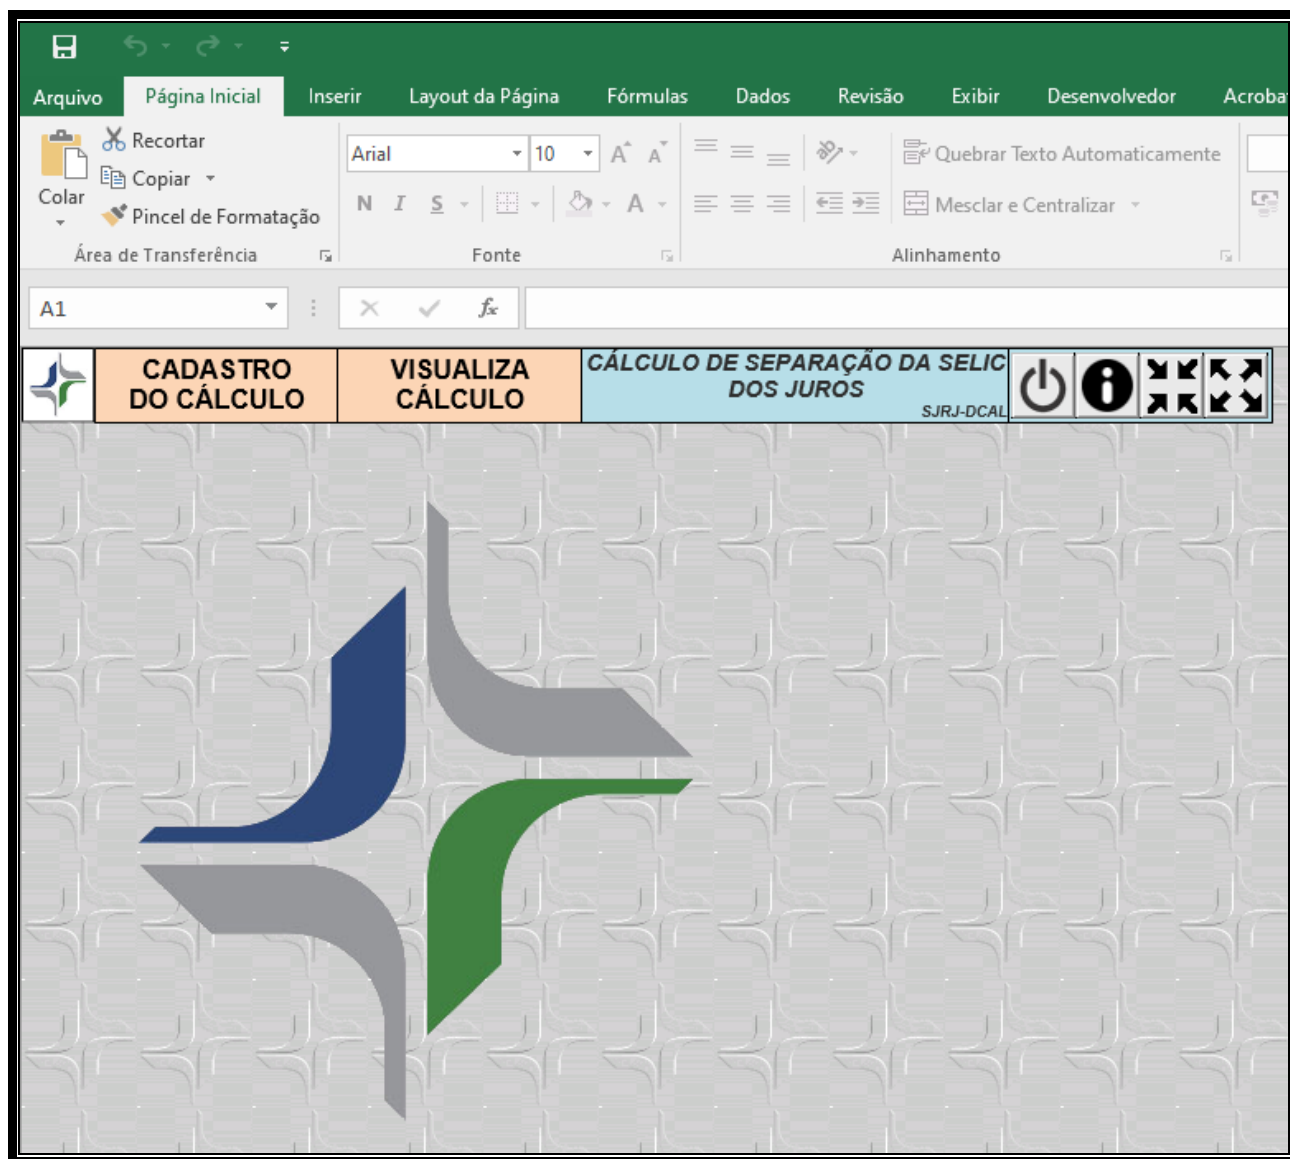 Arquivo Página Inicial Inserir Layout da Página Fórmulas Dados Revisão Exibir Desenvolvedor Acroba
Colar
Recortar
Copiar
Pincel de Formatação
Área de Transferência
Arial 10 A A
N I S A
Fonte
Quebrar Texto Automaticamente
Mesclar e Centralizar
Alinhamento
A1 fx
CADASTRO
DO CÁLCULO
VISUALIZA
CÁLCULO
CÁLCULO DE SEPARAÇÃO DA SELIC
DOS JUROS
SJRJ-DCAL